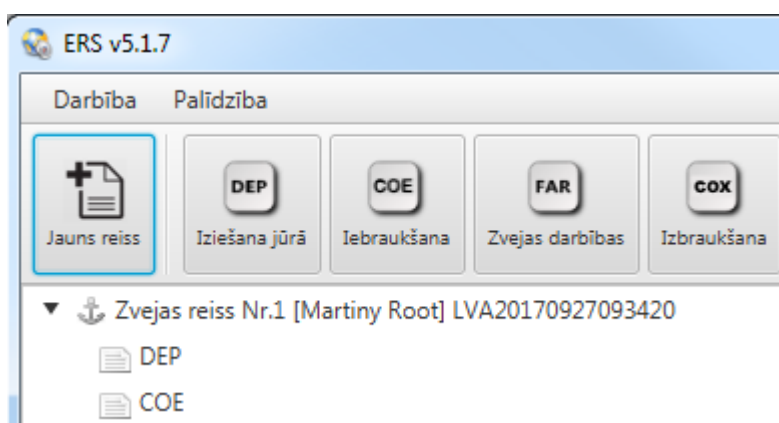 ERS v5.1.7
Darbība Palīdzība
DEP COE FAR COX
Jauns reiss Iziešana jūrā Iebraukšana Zvejas darbības Izbraukšana
Zvejas reiss Nr.1 [Martiny Root] LVA20170927093420
DEP
COE